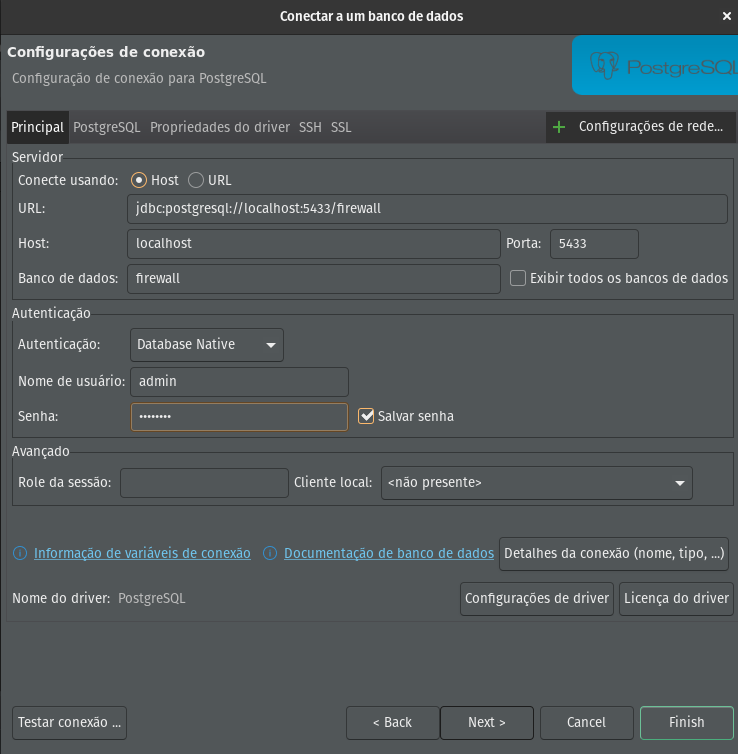 Conectar a um banco de dados
Configurações de conexão
Configuração de conexão para PostgreSQL
PostgreSQL
Principal PostgreSQL Propriedades do driver SSH SSL Configurações de rede...
Servidor
Conecte usando: Host URL
URL: jdbc:postgresql://localhost:5433/firewall
Host: localhost Porta: 5433
Banco de dados: firewall Exibir todos os bancos de dados
Autenticação
Autenticação: Database Native
Nome de usuário: admin
Senha: •••••••• Salvar senha
Avançado
Role da sessão: Cliente local: <não presente>
Informação de variáveis de conexão Documentação de banco de dados Detalhes da conexão (nome, tipo, ...)
Nome do driver: PostgreSQL Configurações de driver Licença do driver
Testar conexão ... < Back Next > Cancel Finish